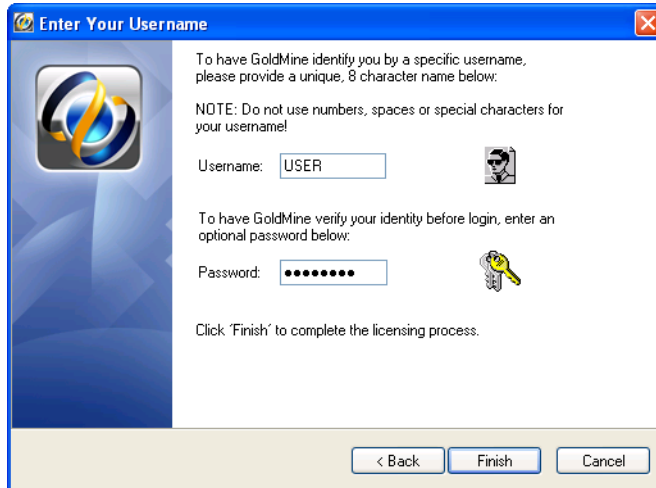 Enter Your Username
To have GoldMine identify you by a specific username,
please provide a unique, 8 character name below:
NOTE: Do not use numbers, spaces or special characters for
your username!
Username: USER
To have GoldMine verify your identity before login, enter an
optional password below:
Password: ●●●●●●●●
Click 'Finish' to complete the licensing process.
< Back Finish Cancel